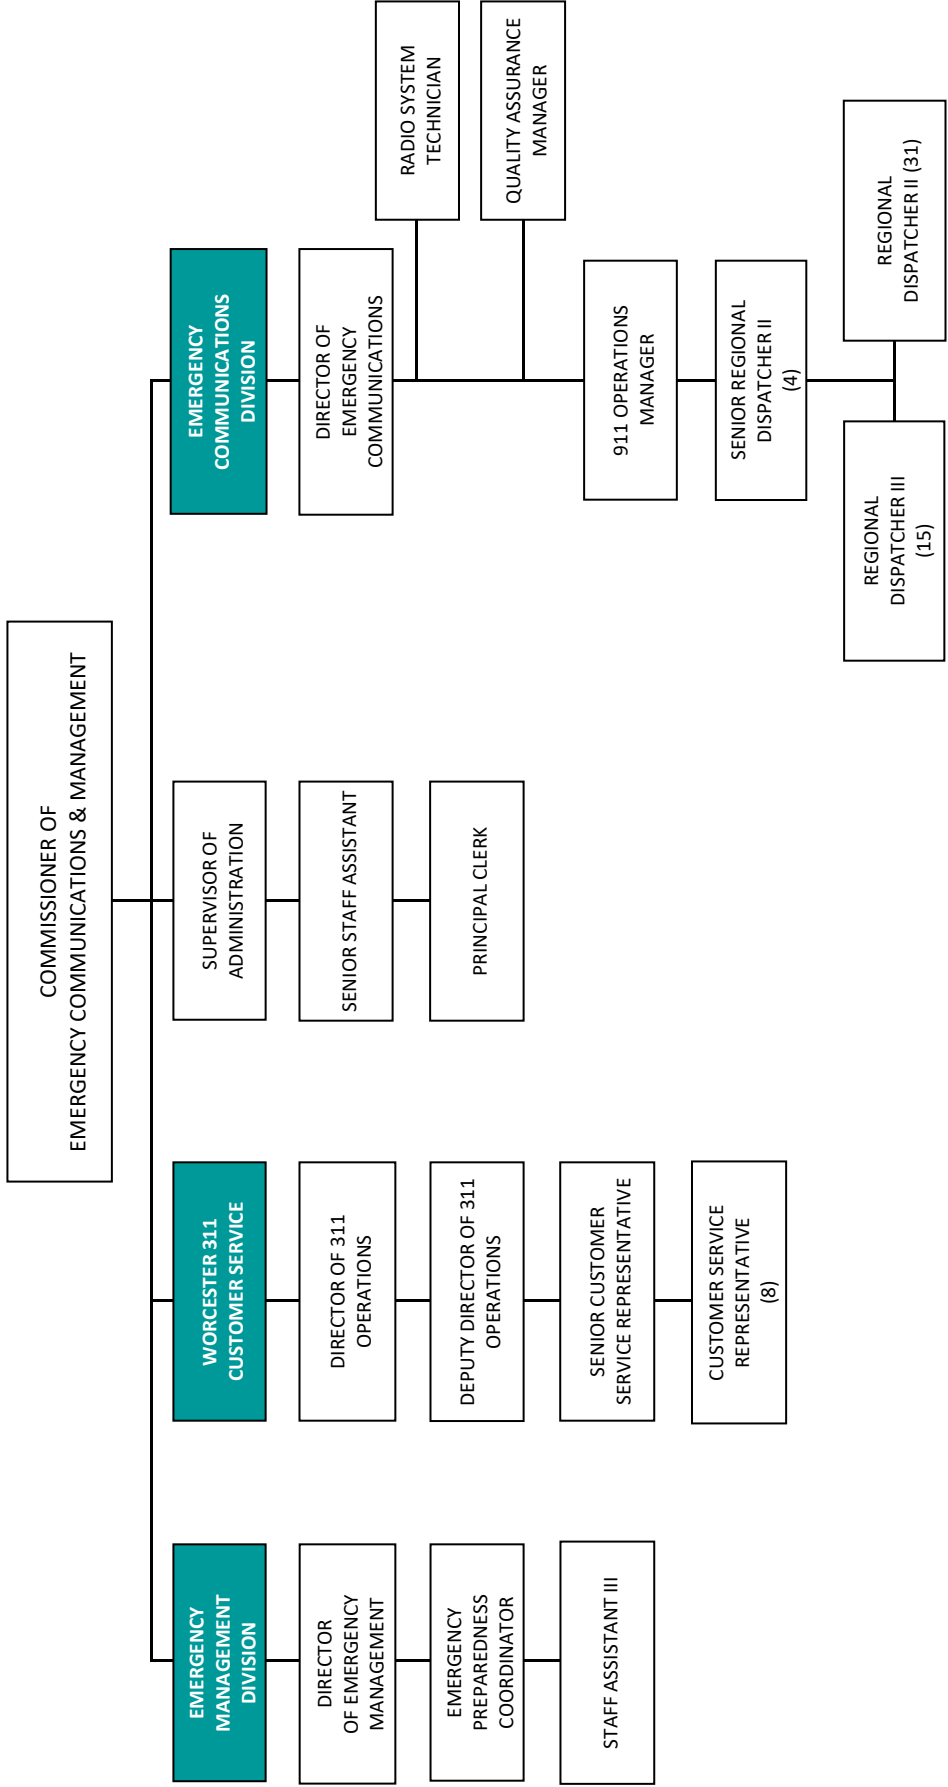 COMMISSIONER OF
EMERGENCY COMMUNICATIONS & MANAGEMENT
EMERGENCY
MANAGEMENT
DIVISION
DIRECTOR
OF EMERGENCY
MANAGEMENT
EMERGENCY
PREPAREDNESS
COORDINATOR
STAFF ASSISTANT III
WORCESTER 311
CUSTOMER SERVICE
DIRECTOR OF 311
OPERATIONS
DEPUTY DIRECTOR OF 311
OPERATIONS
SENIOR CUSTOMER
SERVICE REPRESENTATIVE
CUSTOMER SERVICE
REPRESENTATIVE
(8)
SUPERVISOR OF
ADMINISTRATION
SENIOR STAFF ASSISTANT
PRINCIPAL CLERK
EMERGENCY
COMMUNICATIONS
DIVISION
DIRECTOR OF
EMERGENCY
COMMUNICATIONS
RADIO SYSTEM
TECHNICIAN
QUALITY ASSURANCE
MANAGER
911 OPERATIONS
MANAGER
SENIOR REGIONAL
DISPATCHER II
(4)
REGIONAL
DISPATCHER III
(15)
REGIONAL
DISPATCHER II (31)